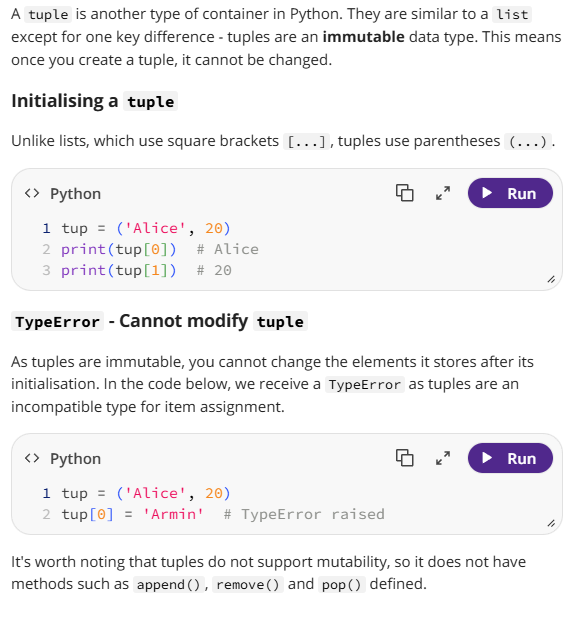 A tuple is another type of container in Python. They are similar to a list
except for one key difference - tuples are an immutable data type. This means
once you create a tuple, it cannot be changed.
Initialising a tuple
Unlike lists, which use square brackets [...], tuples use parentheses (...).
<> Python Run
1 tup = ('Alice', 20)
2 print(tup[0])  # Alice
3 print(tup[1])  # 20
TypeError - Cannot modify tuple
As tuples are immutable, you cannot change the elements it stores after its
initialisation. In the code below, we receive a TypeError as tuples are an
incompatible type for item assignment.
<> Python Run
1 tup = ('Alice', 20)
2 tup[0] = 'Armin'  # TypeError raised
It's worth noting that tuples do not support mutability, so it does not have
methods such as append(), remove() and pop() defined.